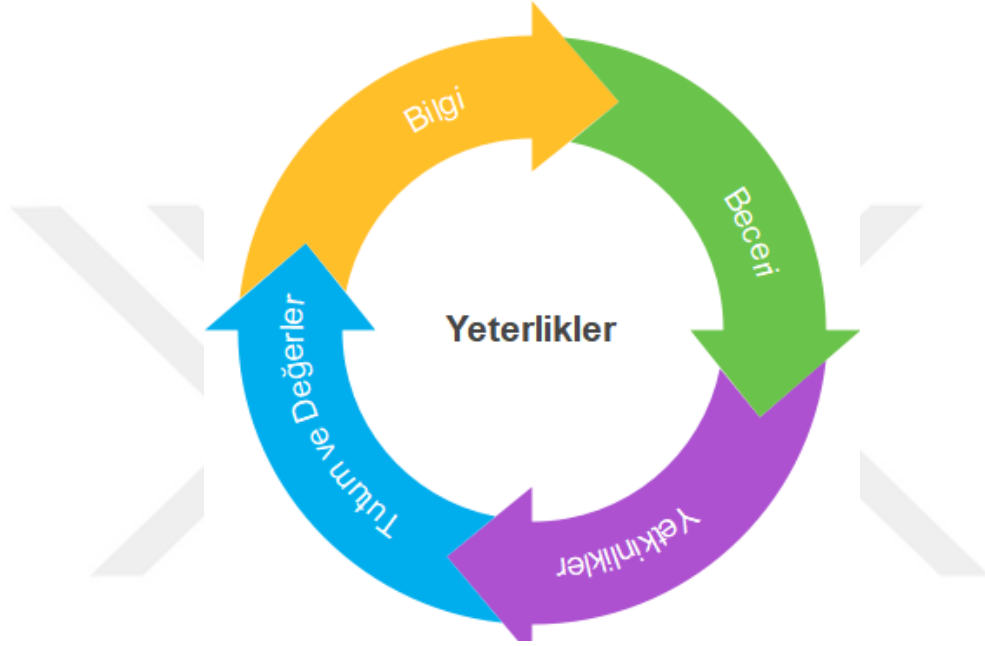 Bilgi
Beceri
Yeterlikler
Tutum ve Değerler
Yetkinlikler